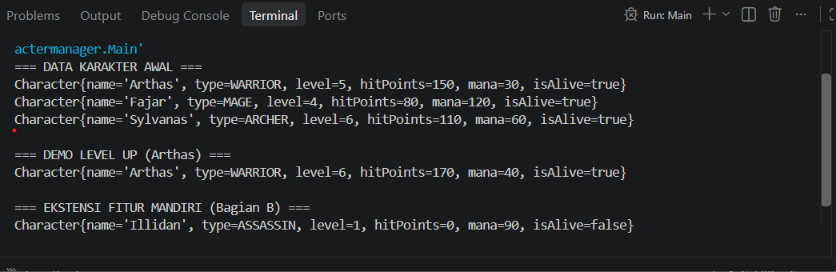 Problems Output Debug Console Terminal Ports Run: Main
actermanager.Main'
=== DATA KARAKTER AWAL ===
Character{name='Arthas', type=WARRIOR, level=5, hitPoints=150, mana=30, isAlive=true}
Character{name='Fajar', type=MAGE, level=4, hitPoints=80, mana=120, isAlive=true}
Character{name='Sylvanas', type=ARCHER, level=6, hitPoints=110, mana=60, isAlive=true}
=== DEMO LEVEL UP (Arthas) ===
Character{name='Arthas', type=WARRIOR, level=6, hitPoints=170, mana=40, isAlive=true}
=== EKSTENSI FITUR MANDIRI (Bagian B) ===
Character{name='Illidan', type=ASSASSIN, level=1, hitPoints=0, mana=90, isAlive=false}